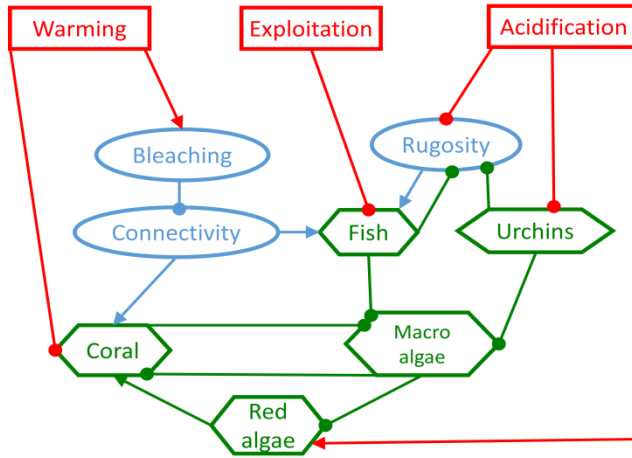 Warming
Exploitation
Acidification
Bleaching
Rugosity
Connectivity
Fish
Urchins
Coral
Macro
algae
Red
algae